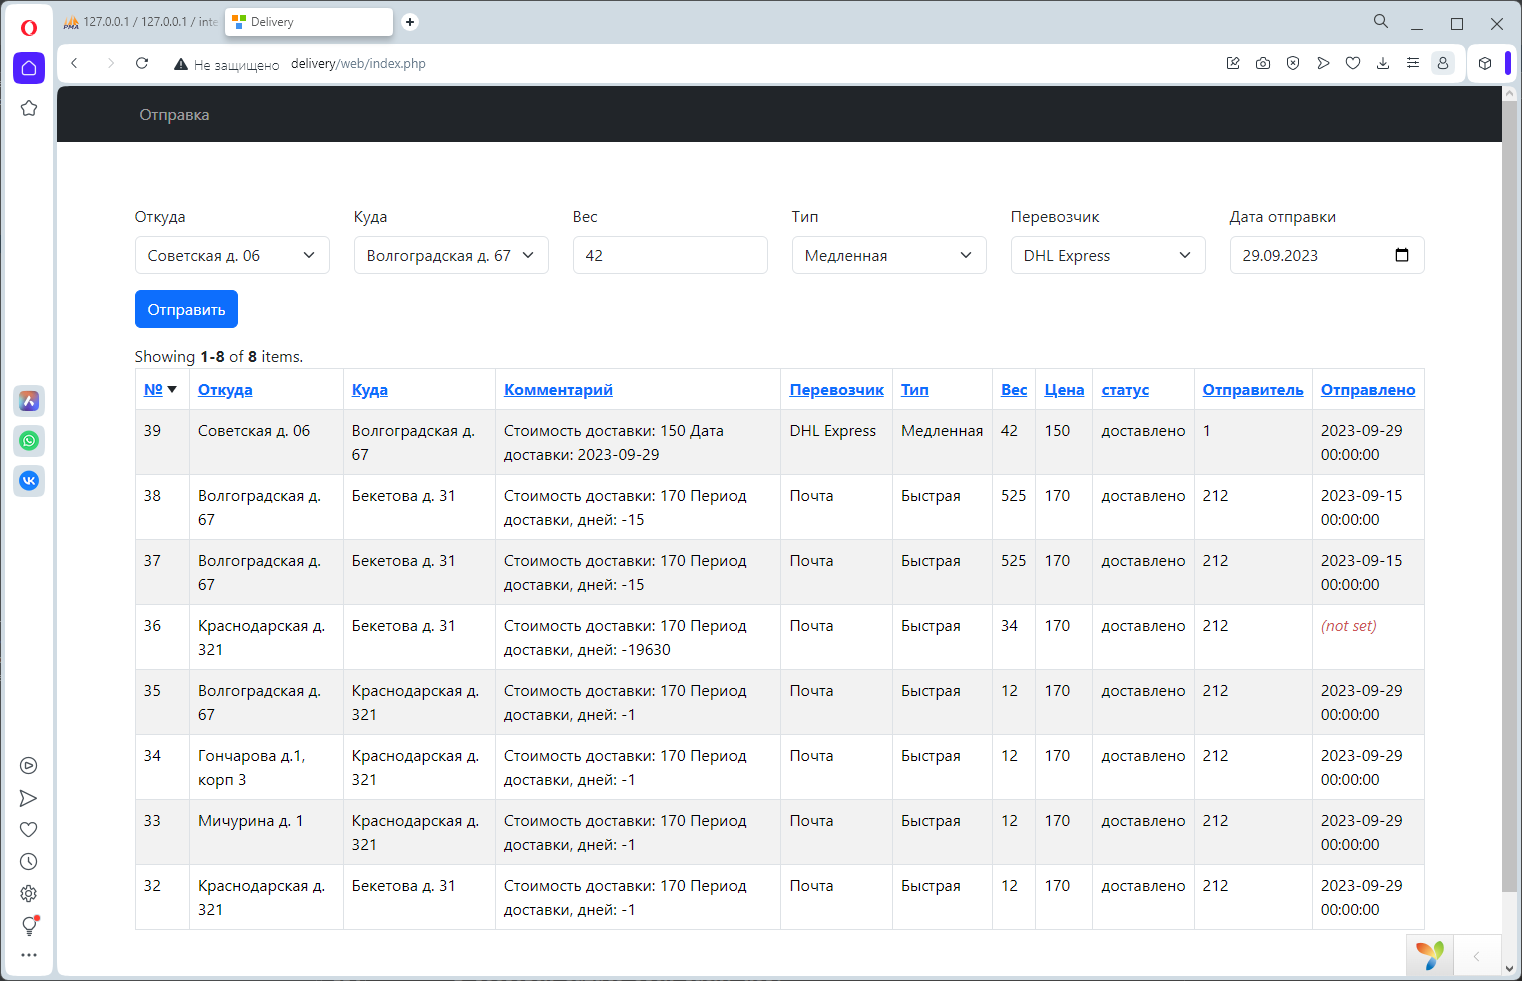 127.0.0.1 / 127.0.0.1 / inte
Delivery
Не защищено delivery/web/index.php
Отправка
Откуда Куда Вес Тип Перевозчик Дата отправки
Советская д. 06 Волгоградская д. 67 42 Медленная DHL Express 29.09.2023
Отправить
Showing 1-8 of 8 items.
№ Откуда Куда Комментарий Перевозчик Тип Вес Цена статус Отправитель Отправлено
39 Советская д. 06 Волгоградская д. Стоимость доставки: 150 Дата DHL Express Медленная 42 150 доставлено 1 2023-09-29
67 доставки: 2023-09-29 00:00:00
38 Волгоградская д. Бекетова д. 31 Стоимость доставки: 170 Период Почта Быстрая 525 170 доставлено 212 2023-09-15
67 доставки, дней: -15 00:00:00
37 Волгоградская д. Бекетова д. 31 Стоимость доставки: 170 Период Почта Быстрая 525 170 доставлено 212 2023-09-15
67 доставки, дней: -15 00:00:00
36 Краснодарская д. Бекетова д. 31 Стоимость доставки: 170 Период Почта Быстрая 34 170 доставлено 212 (not set)
321 доставки, дней: -19630
35 Волгоградская д. Краснодарская д. Стоимость доставки: 170 Период Почта Быстрая 12 170 доставлено 212 2023-09-29
67 321 доставки, дней: -1 00:00:00
34 Гончарова д.1, Краснодарская д. Стоимость доставки: 170 Период Почта Быстрая 12 170 доставлено 212 2023-09-29
корп 3 321 доставки, дней: -1 00:00:00
33 Мичурина д. 1 Краснодарская д. Стоимость доставки: 170 Период Почта Быстрая 12 170 доставлено 212 2023-09-29
321 доставки, дней: -1 00:00:00
32 Краснодарская д. Бекетова д. 31 Стоимость доставки: 170 Период Почта Быстрая 12 170 доставлено 212 2023-09-29
321 доставки, дней: -1 00:00:00